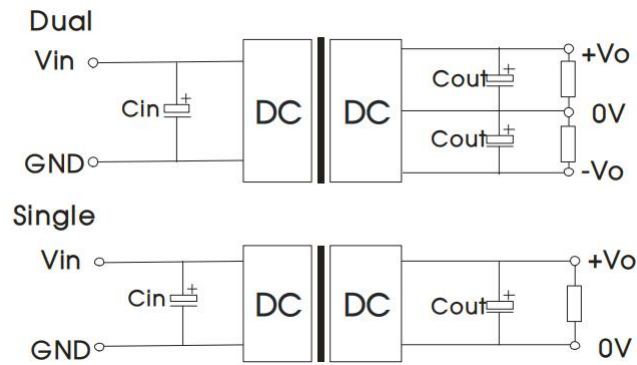 Dual
Vin
+Vo
Cout
Cin
DC
DC
0V
Cout
GND
-Vo
Single
Vin
+Vo
Cin
DC
DC
Cout
GND
0V